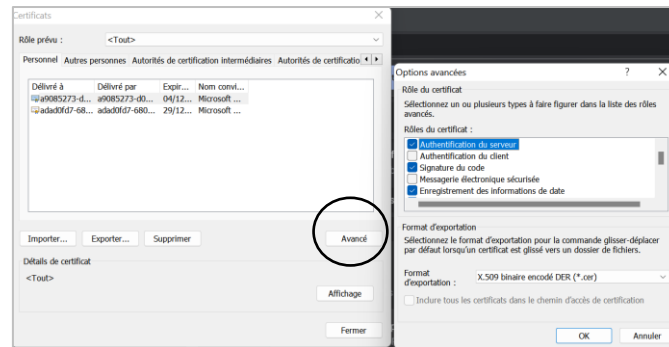 Certificats
Rôle prévu :
<Tout>
Personnel Autres personnes Autorités de certification intermédiaires Autorités de certificatio
Délivré à Délivré par Expir... Nom convi...
a9085273-d... a9085273-d0... 04/12... Microsoft ...
adad0fd7-68... adad0fd7-680... 29/12... Microsoft ...
Importer... Exporter... Supprimer Avancé
Détails de certificat
<Tout>
Affichage
Fermer
Options avancées ?
Rôle du certificat
Sélectionnez un ou plusieurs types à faire figurer dans la liste des rôles
avancés.
Rôles du certificat :
Authentification du serveur
Authentification du client
Signature du code
Messagerie électronique sécurisée
Enregistrement des informations de date
Format d'exportation
Sélectionnez le format d'exportation pour la commande glisser-déplacer
par défaut lorsqu'un certificat est glissé vers un dossier de fichiers.
Format
d'exportation :
X.509 binaire encodé DER (*.cer)
Inclure tous les certificats dans le chemin d'accès de certification
OK Annuler